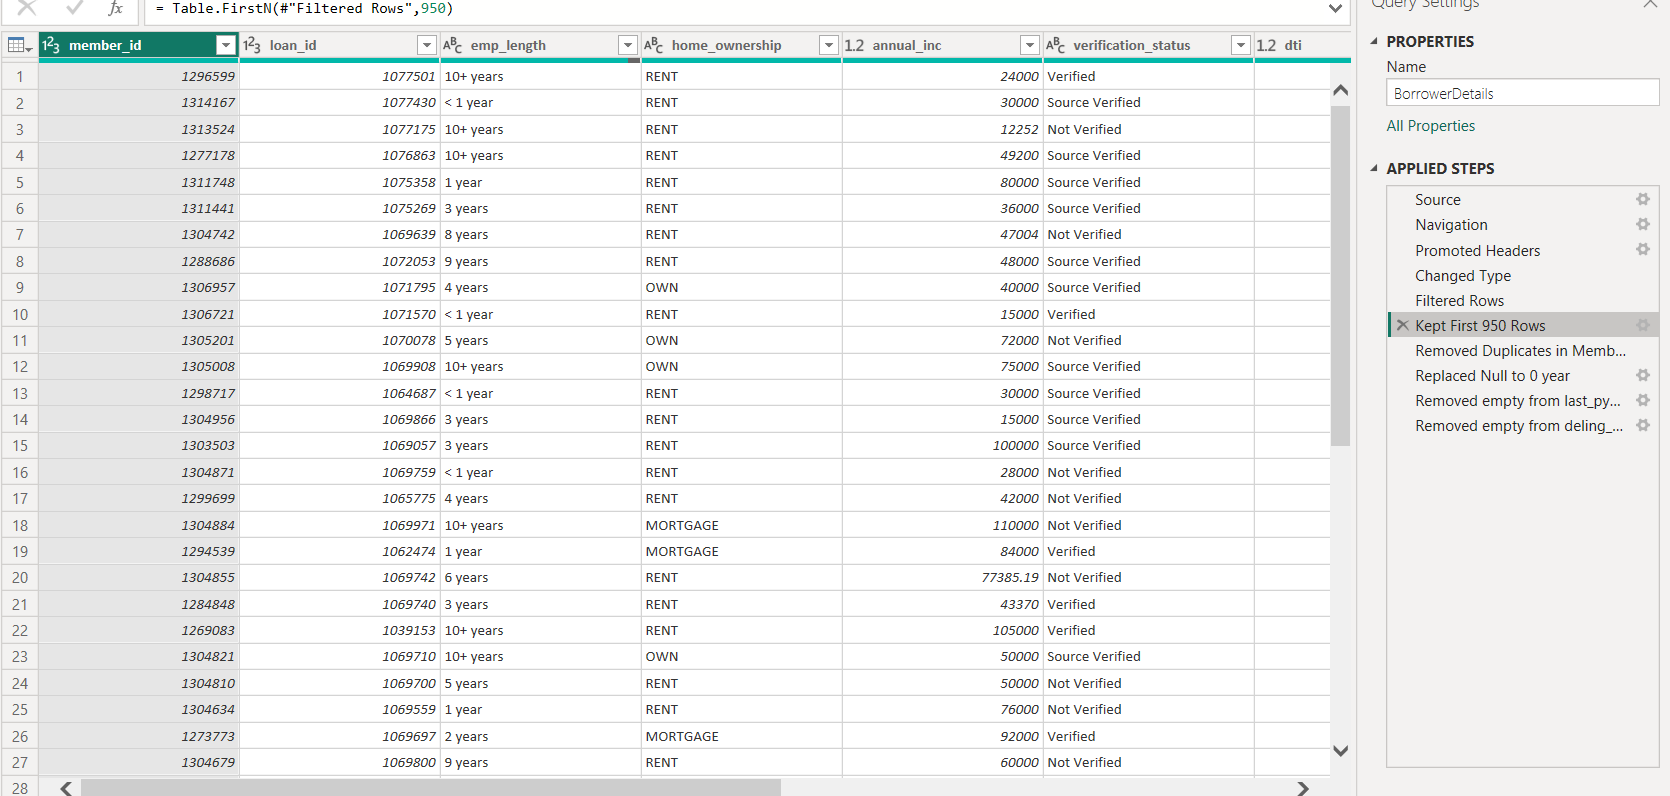 fx = Table.FirstN(#"Filtered Rows",950)
Query Settings
123 member_id 123 loan_id ABC emp_length ABC home_ownership 1.2 annual_inc ABC verification_status 1.2 dti
1 1296599 1077501 10+ years RENT 24000 Verified
2 1314167 1077430 < 1 year RENT 30000 Source Verified
3 1313524 1077175 10+ years RENT 12252 Not Verified
4 1277178 1076863 10+ years RENT 49200 Source Verified
5 1311748 1075358 1 year RENT 80000 Source Verified
6 1311441 1075269 3 years RENT 36000 Source Verified
7 1304742 1069639 8 years RENT 47004 Not Verified
8 1288686 1072053 9 years RENT 48000 Source Verified
9 1306957 1071795 4 years OWN 40000 Source Verified
10 1306721 1071570 < 1 year RENT 15000 Verified
11 1305201 1070078 5 years OWN 72000 Not Verified
12 1305008 1069908 10+ years OWN 75000 Source Verified
13 1298717 1064687 < 1 year RENT 30000 Source Verified
14 1304956 1069866 3 years RENT 15000 Source Verified
15 1303503 1069057 3 years RENT 100000 Source Verified
16 1304871 1069759 < 1 year RENT 28000 Not Verified
17 1299699 1065775 4 years RENT 42000 Not Verified
18 1304884 1069971 10+ years MORTGAGE 110000 Not Verified
19 1294539 1062474 1 year MORTGAGE 84000 Verified
20 1304855 1069742 6 years RENT 77385.19 Not Verified
21 1284848 1069740 3 years RENT 43370 Verified
22 1269083 1039153 10+ years RENT 105000 Verified
23 1304821 1069710 10+ years OWN 50000 Source Verified
24 1304810 1069700 5 years RENT 50000 Not Verified
25 1304634 1069559 1 year RENT 76000 Not Verified
26 1273773 1069697 2 years MORTGAGE 92000 Verified
27 1304679 1069800 9 years RENT 60000 Not Verified
28
PROPERTIES
Name
BorrowerDetails
All Properties
APPLIED STEPS
Source
Navigation
Promoted Headers
Changed Type
Filtered Rows
Kept First 950 Rows
Removed Duplicates in Memb...
Replaced Null to 0 year
Removed empty from last_py...
Removed empty from deling_...